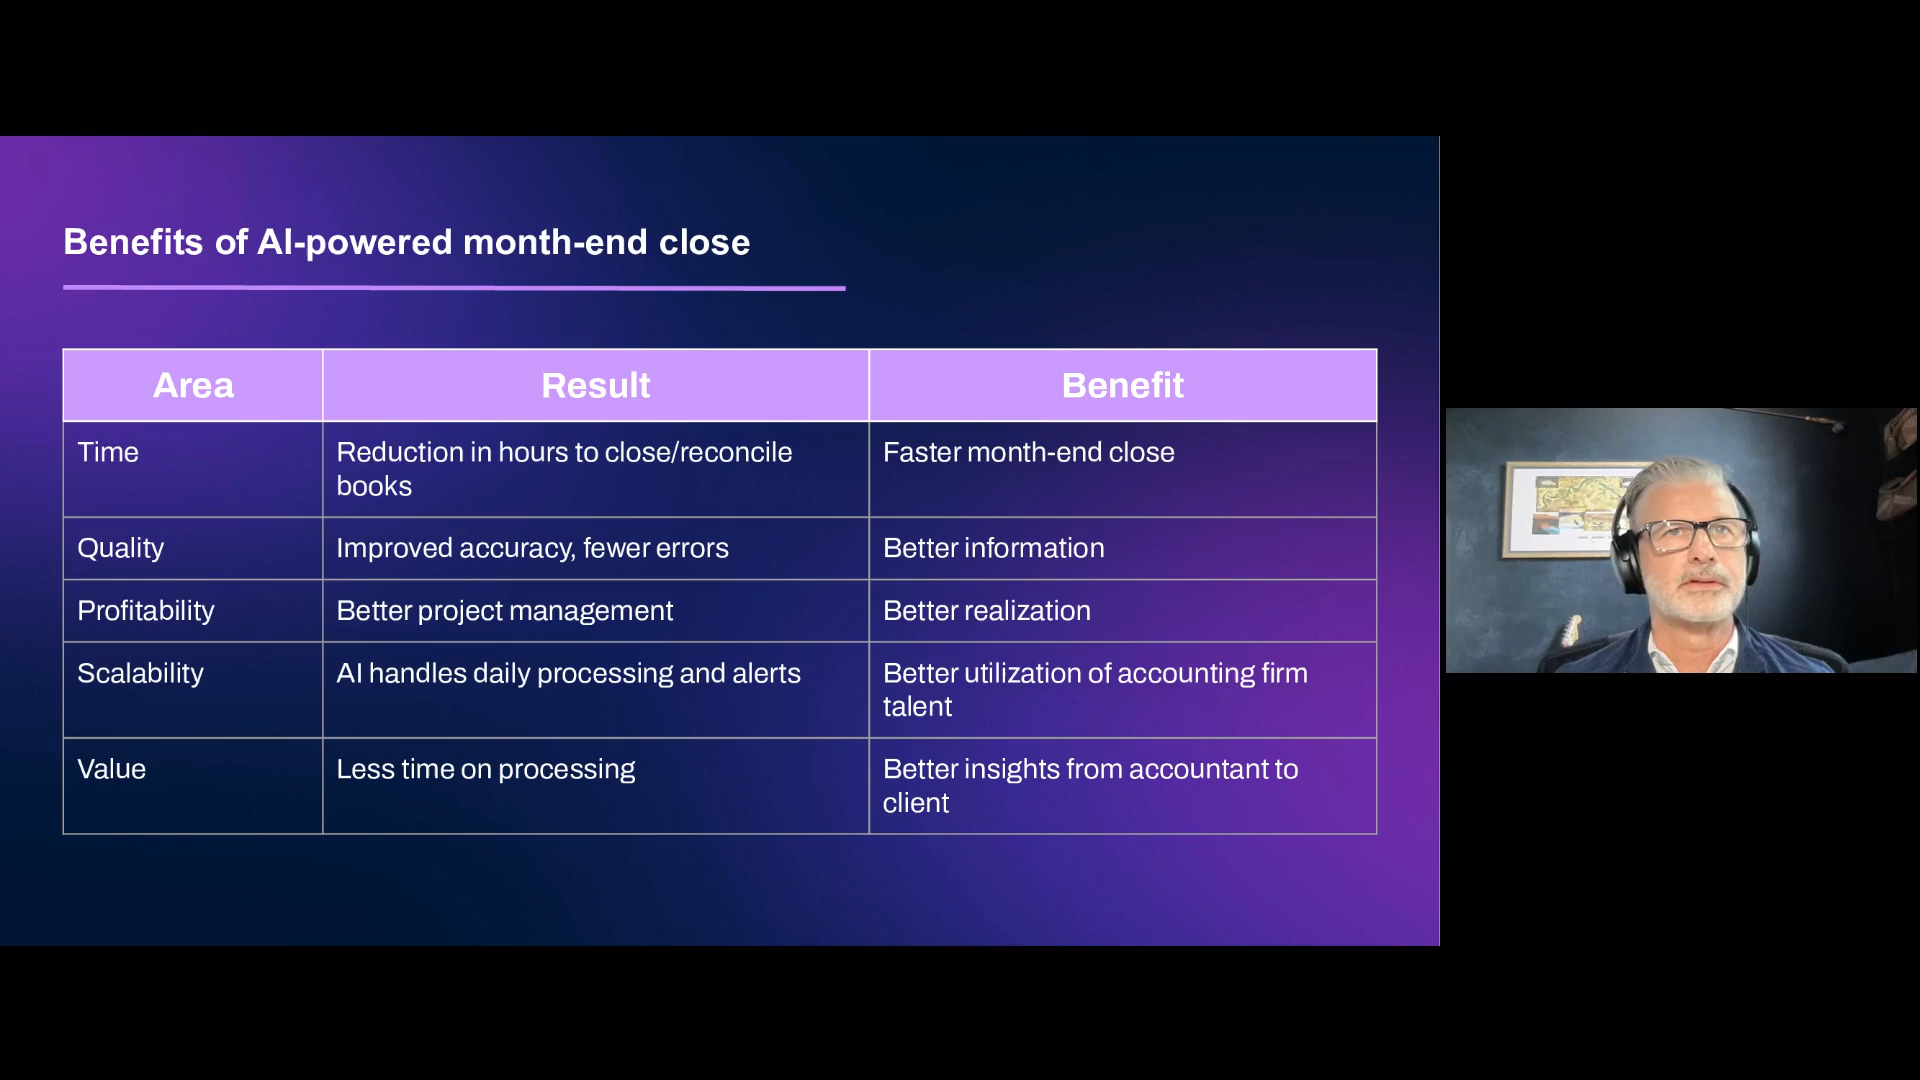 Benefits of AI-powered month-end close
Area
Result
Benefit
Time
Reduction in hours to close/reconcile
books
Faster month-end close
Quality
Improved accuracy, fewer errors
Better information
Profitability
Better project management
Better realization
Scalability
AI handles daily processing and alerts
Better utilization of accounting firm
talent
Value
Less time on processing
Better insights from accountant to
client